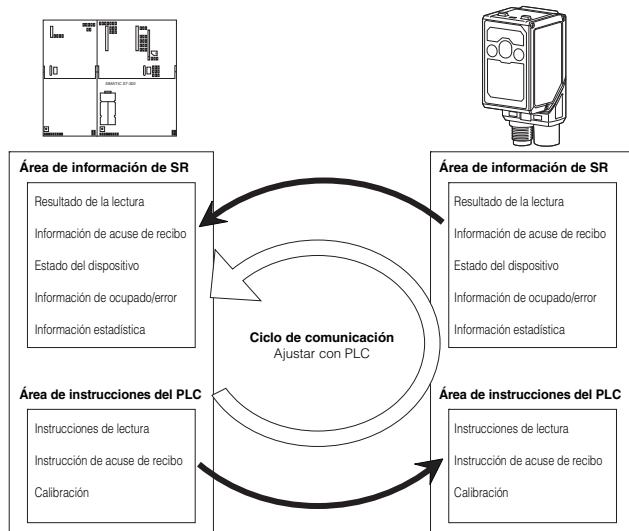 SIMATIC S7-300
Área de información de SR
Resultado de la lectura
Información de acuse de recibo
Estado del dispositivo
Información de ocupado/error
Información estadística
Área de instrucciones del PLC
Instrucciones de lectura
Instrucción de acuse de recibo
Calibración
Ciclo de comunicación
Ajustar con PLC
Área de información de SR
Resultado de la lectura
Información de acuse de recibo
Estado del dispositivo
Información de ocupado/error
Información estadística
Área de instrucciones del PLC
Instrucciones de lectura
Instrucción de acuse de recibo
Calibración